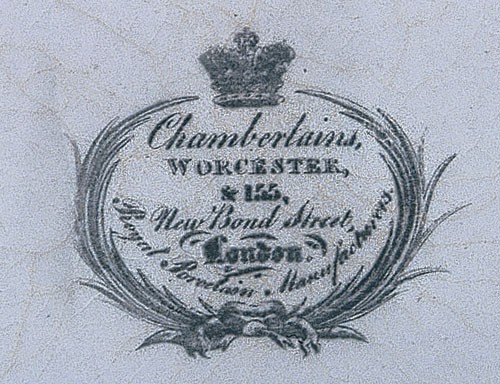 Chamberlains,
WORCESTER,
& 155,
New Bond Street,
London.
Royal Porcelain Manufacturers.